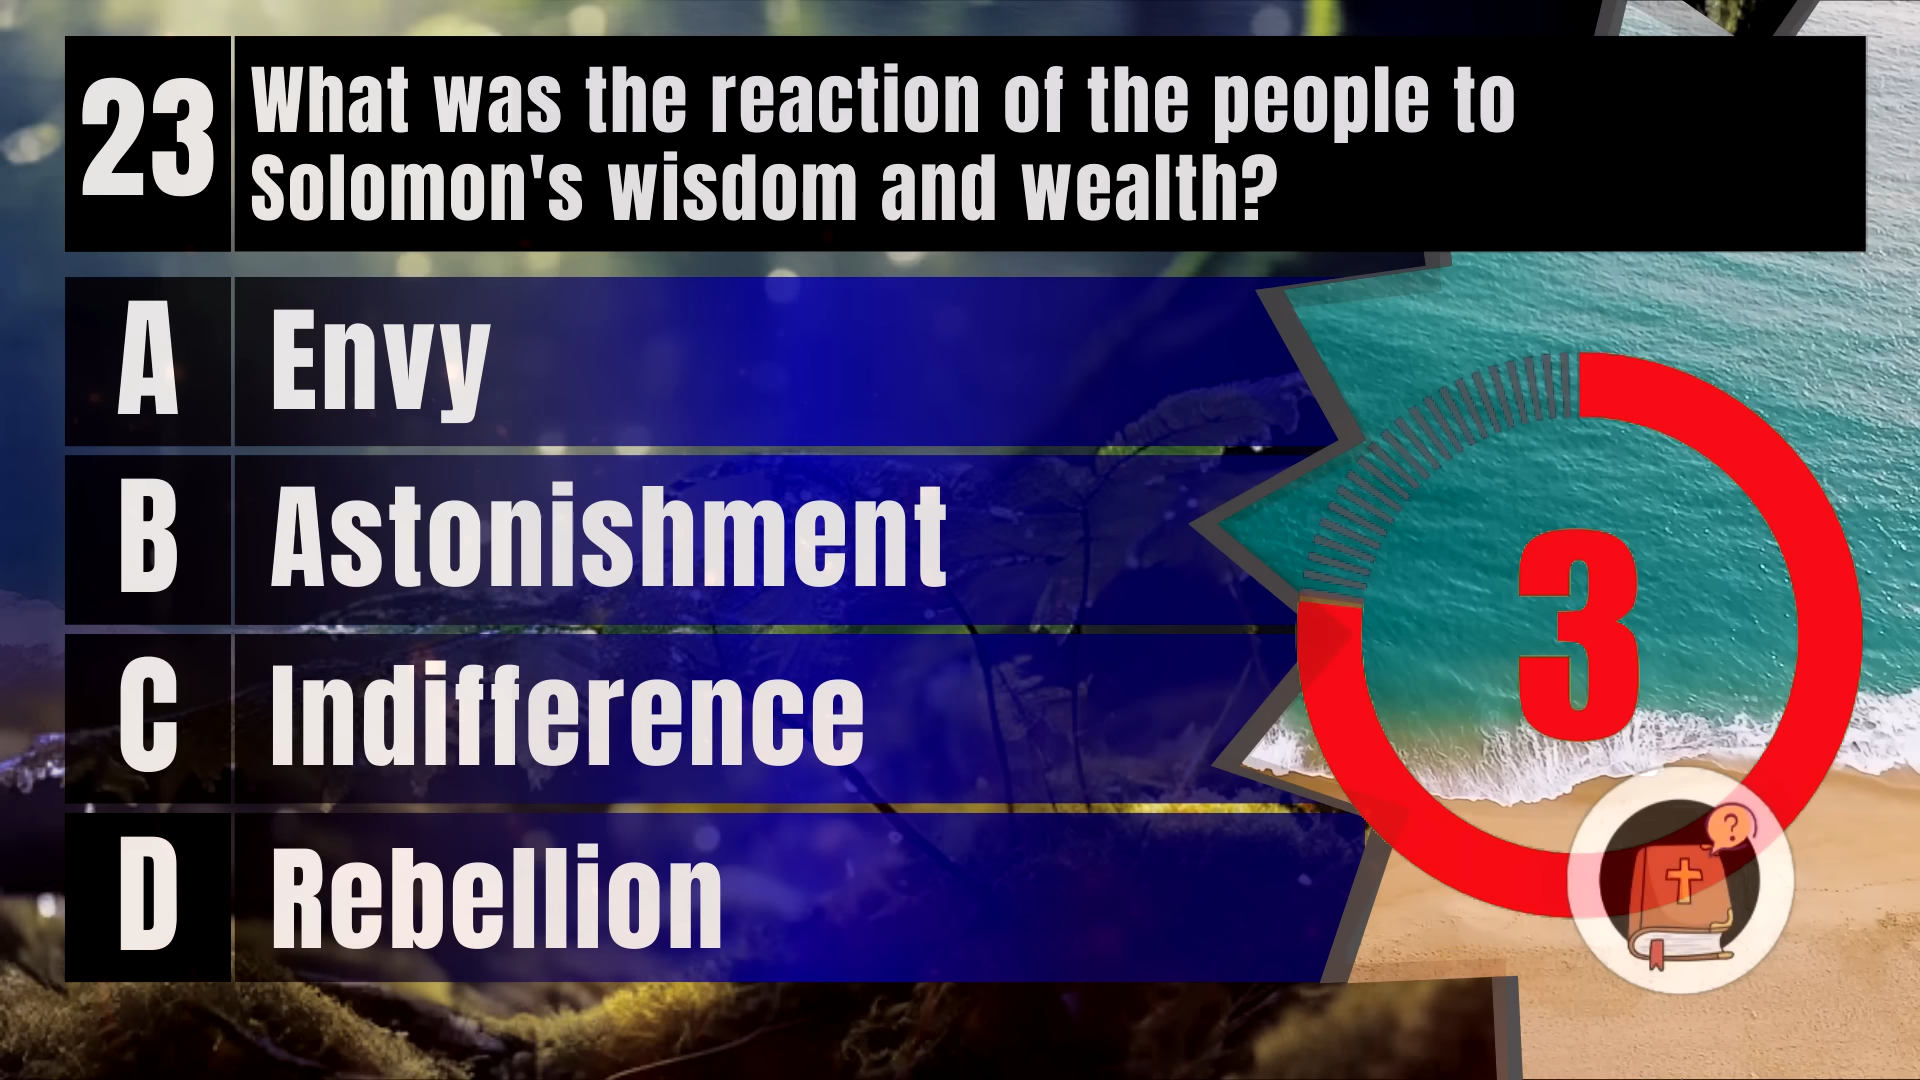 23
What was the reaction of the people to
Solomon's wisdom and wealth?
A Envy
B Astonishment
C Indifference
D Rebellion
3
?